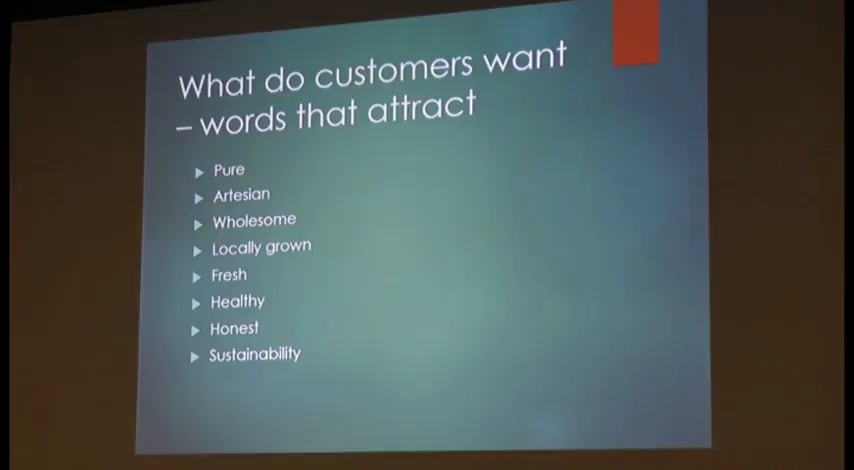 What do customers want
– words that attract
Pure
Artesian
Wholesome
Locally grown
Fresh
Healthy
Honest
Sustainability